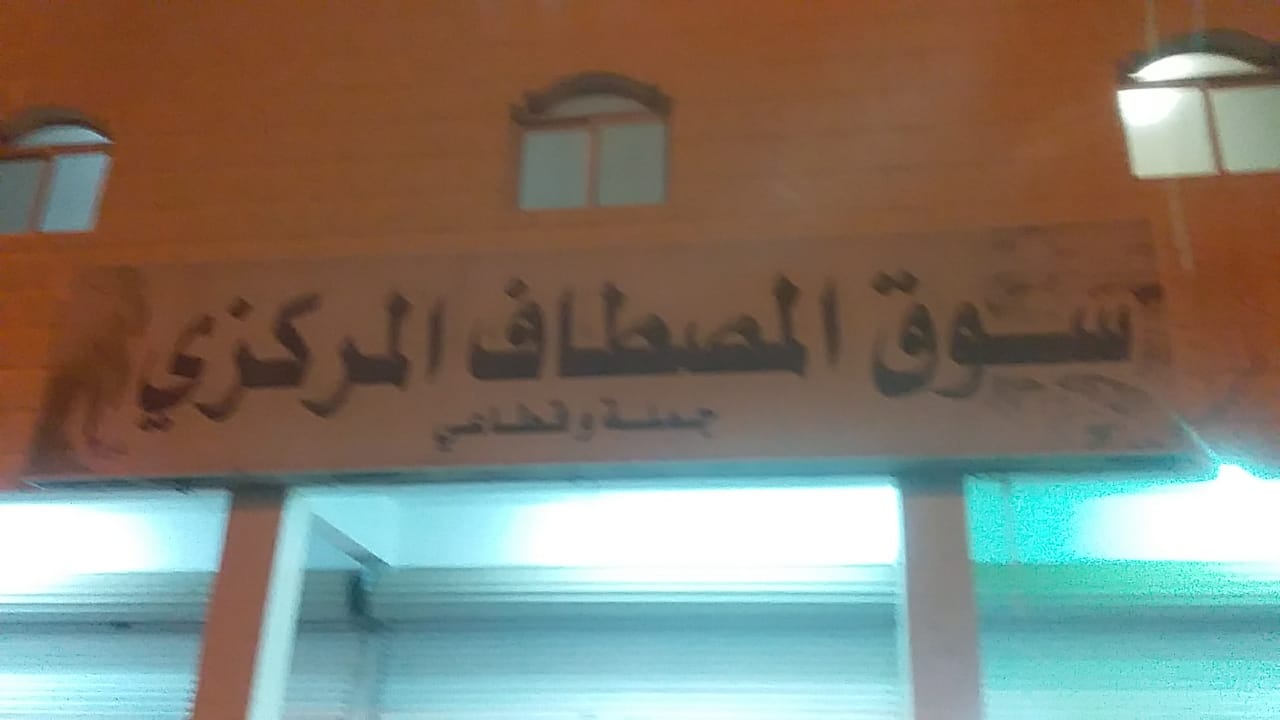 سوق المصطاف المركزي
جملة وقطاعي